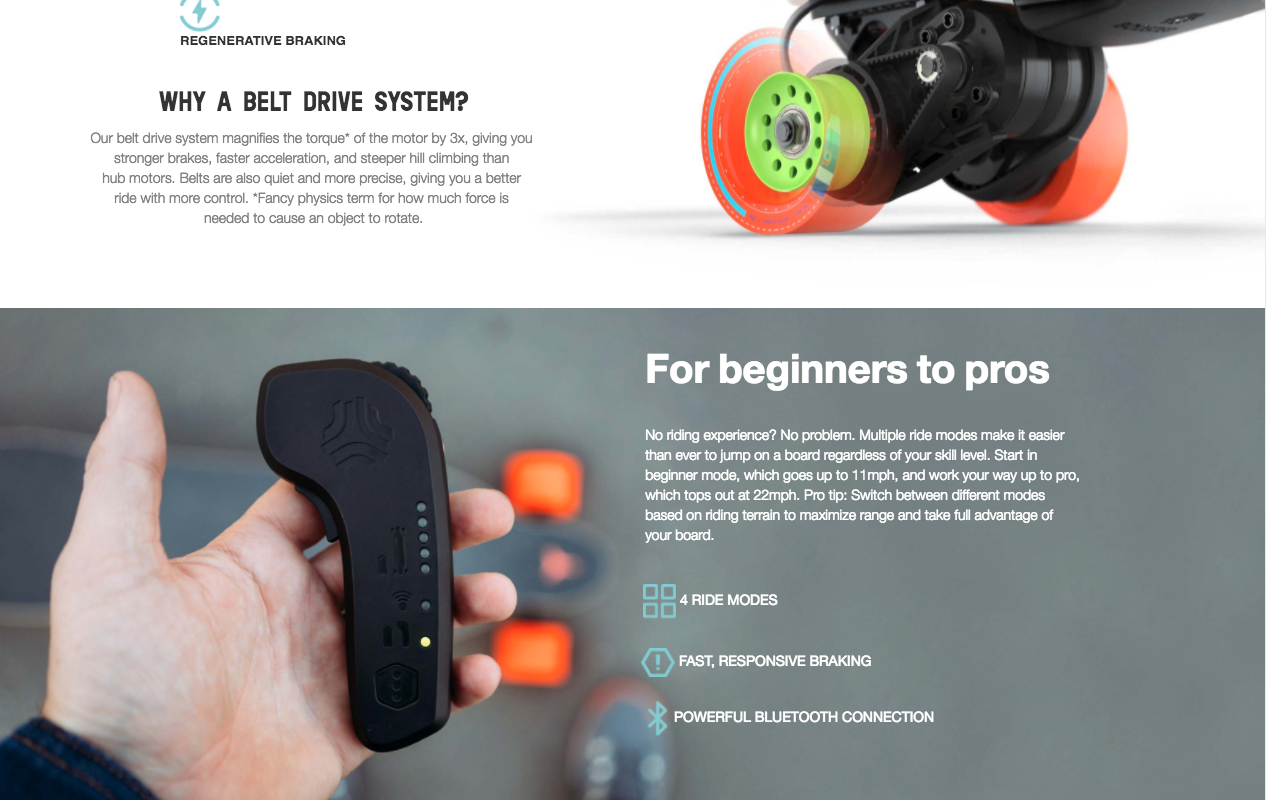 REGENERATIVE BRAKING
WHY A BELT DRIVE SYSTEM?
Our belt drive system magnifies the torque* of the motor by 3x, giving you
stronger brakes, faster acceleration, and steeper hill climbing than
hub motors. Belts are also quiet and more precise, giving you a better
ride with more control. *Fancy physics term for how much force is
needed to cause an object to rotate.
For beginners to pros
No riding experience? No problem. Multiple ride modes make it easier
than ever to jump on a board regardless of your skill level. Start in
beginner mode, which goes up to 11mph, and work your way up to pro,
which tops out at 22mph. Pro tip: Switch between different modes
based on riding terrain to maximize range and take full advantage of
your board.
4 RIDE MODES
FAST, RESPONSIVE BRAKING
POWERFUL BLUETOOTH CONNECTION